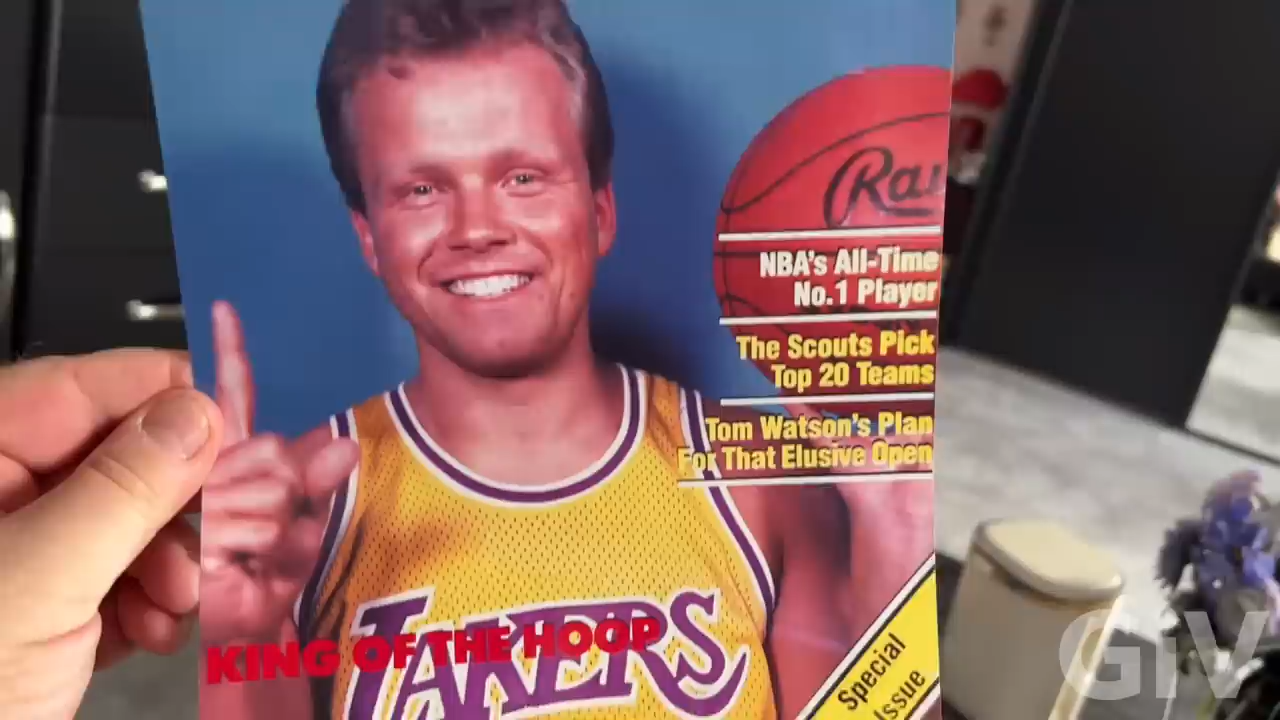 Ra
NBA's All-Time
No.1 Player
The Scouts Pick
Top 20 Teams
Tom Watson's Plan
For That Elusive Open
KING OF THE HOOP
LAKERS
Special
Issue
GiV